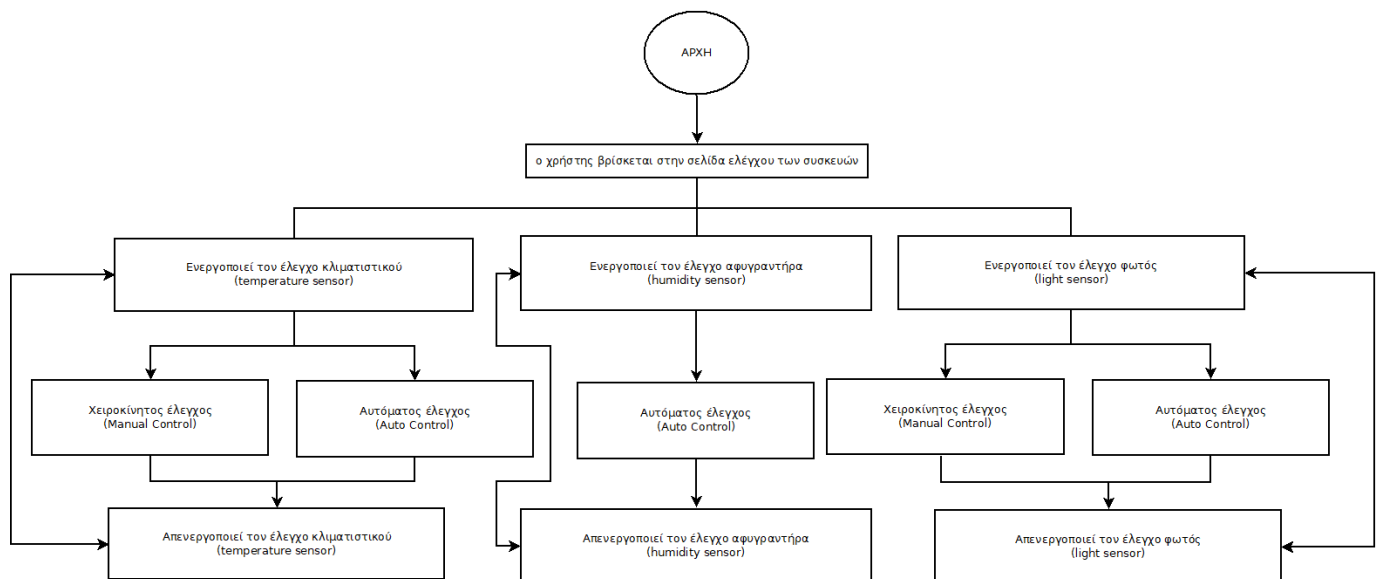 ΑΡΧΗ
ο χρήστης βρίσκεται στην σελίδα ελέγχου των συσκευών
Ενεργοποιεί τον έλεγχο κλιματιστικού
(temperature sensor)
Ενεργοποιεί τον έλεγχο αφυγραντήρα
(humidity sensor)
Ενεργοποιεί τον έλεγχο φωτός
(light sensor)
Χειροκίνητος έλεγχος
(Manual Control)
Αυτόματος έλεγχος
(Auto Control)
Αυτόματος έλεγχος
(Auto Control)
Χειροκίνητος έλεγχος
(Manual Control)
Αυτόματος έλεγχος
(Auto Control)
Απενεργοποιεί τον έλεγχο κλιματιστικού
(temperature sensor)
Απενεργοποιεί τον έλεγχο αφυγραντήρα
(humidity sensor)
Απενεργοποιεί τον έλεγχο φωτός
(light sensor)